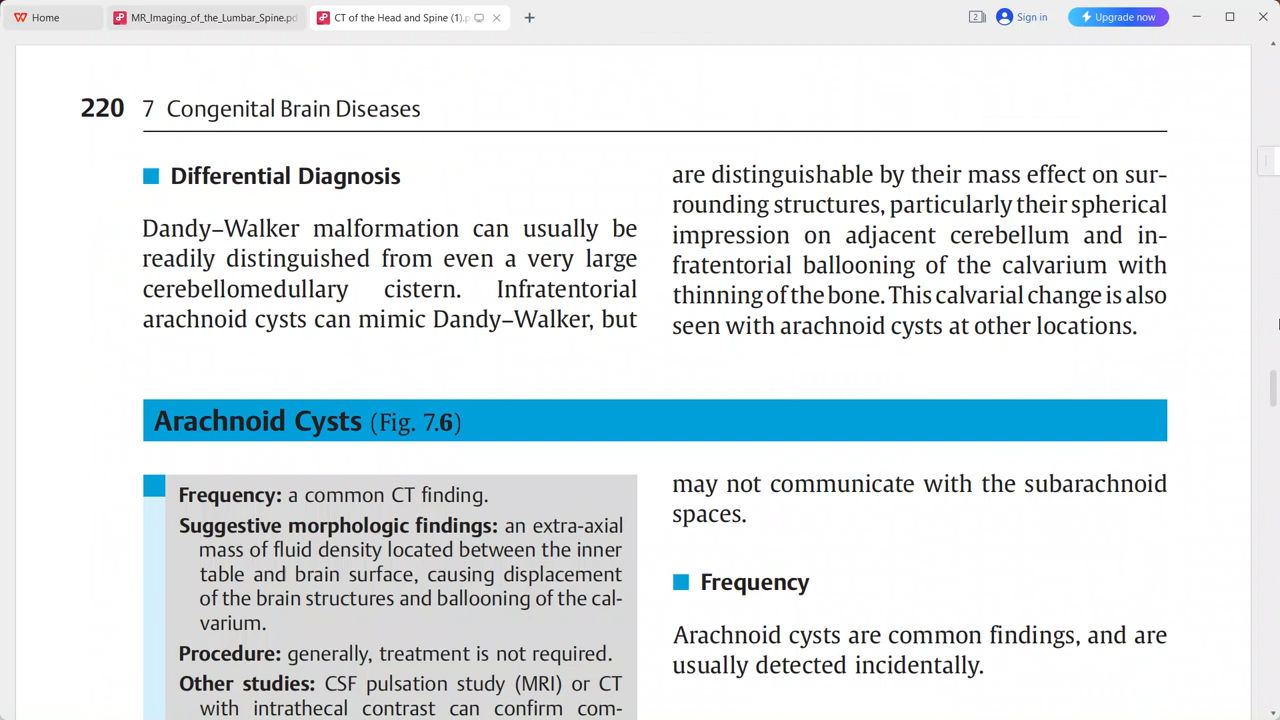 Home
MR_Imaging_of_the_Lumbar_Spine.pd
CT of the Head and Spine (1).p
2
Sign in
Upgrade now
220 7 Congenital Brain Diseases
Differential Diagnosis
Dandy–Walker malformation can usually be
readily distinguished from even a very large
cerebellomedullary cistern. Infratentorial
arachnoid cysts can mimic Dandy–Walker, but
are distinguishable by their mass effect on sur-
rounding structures, particularly their spherical
impression on adjacent cerebellum and in-
fratentorial ballooning of the calvarium with
thinning of the bone. This calvarial change is also
seen with arachnoid cysts at other locations.
Arachnoid Cysts (Fig. 7.6)
Frequency: a common CT finding.
Suggestive morphologic findings: an extra-axial
mass of fluid density located between the inner
table and brain surface, causing displacement
of the brain structures and ballooning of the cal-
varium.
Procedure: generally, treatment is not required.
Other studies: CSF pulsation study (MRI) or CT
with intrathecal contrast can confirm com-
may not communicate with the subarachnoid
spaces.
Frequency
Arachnoid cysts are common findings, and are
usually detected incidentally.